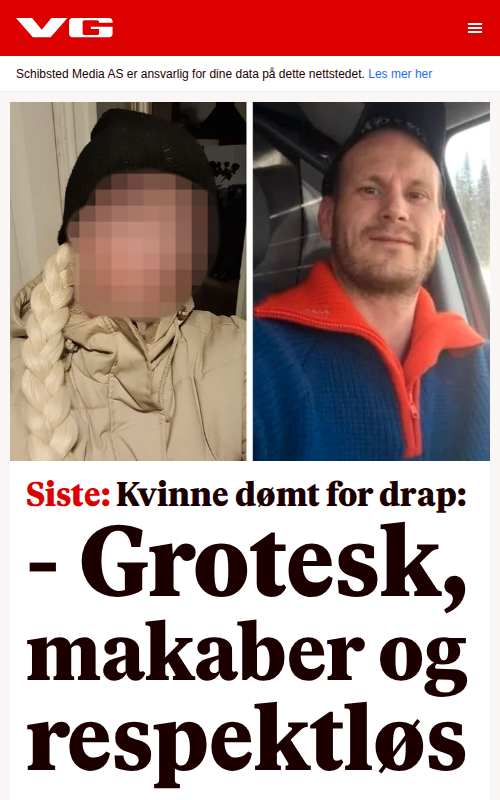 VG
Schibsted Media AS er ansvarlig for dine data på dette nettstedet. Les mer her
Siste: Kvinne dømt for drap:
- Grotesk,
makaber og
respektløs